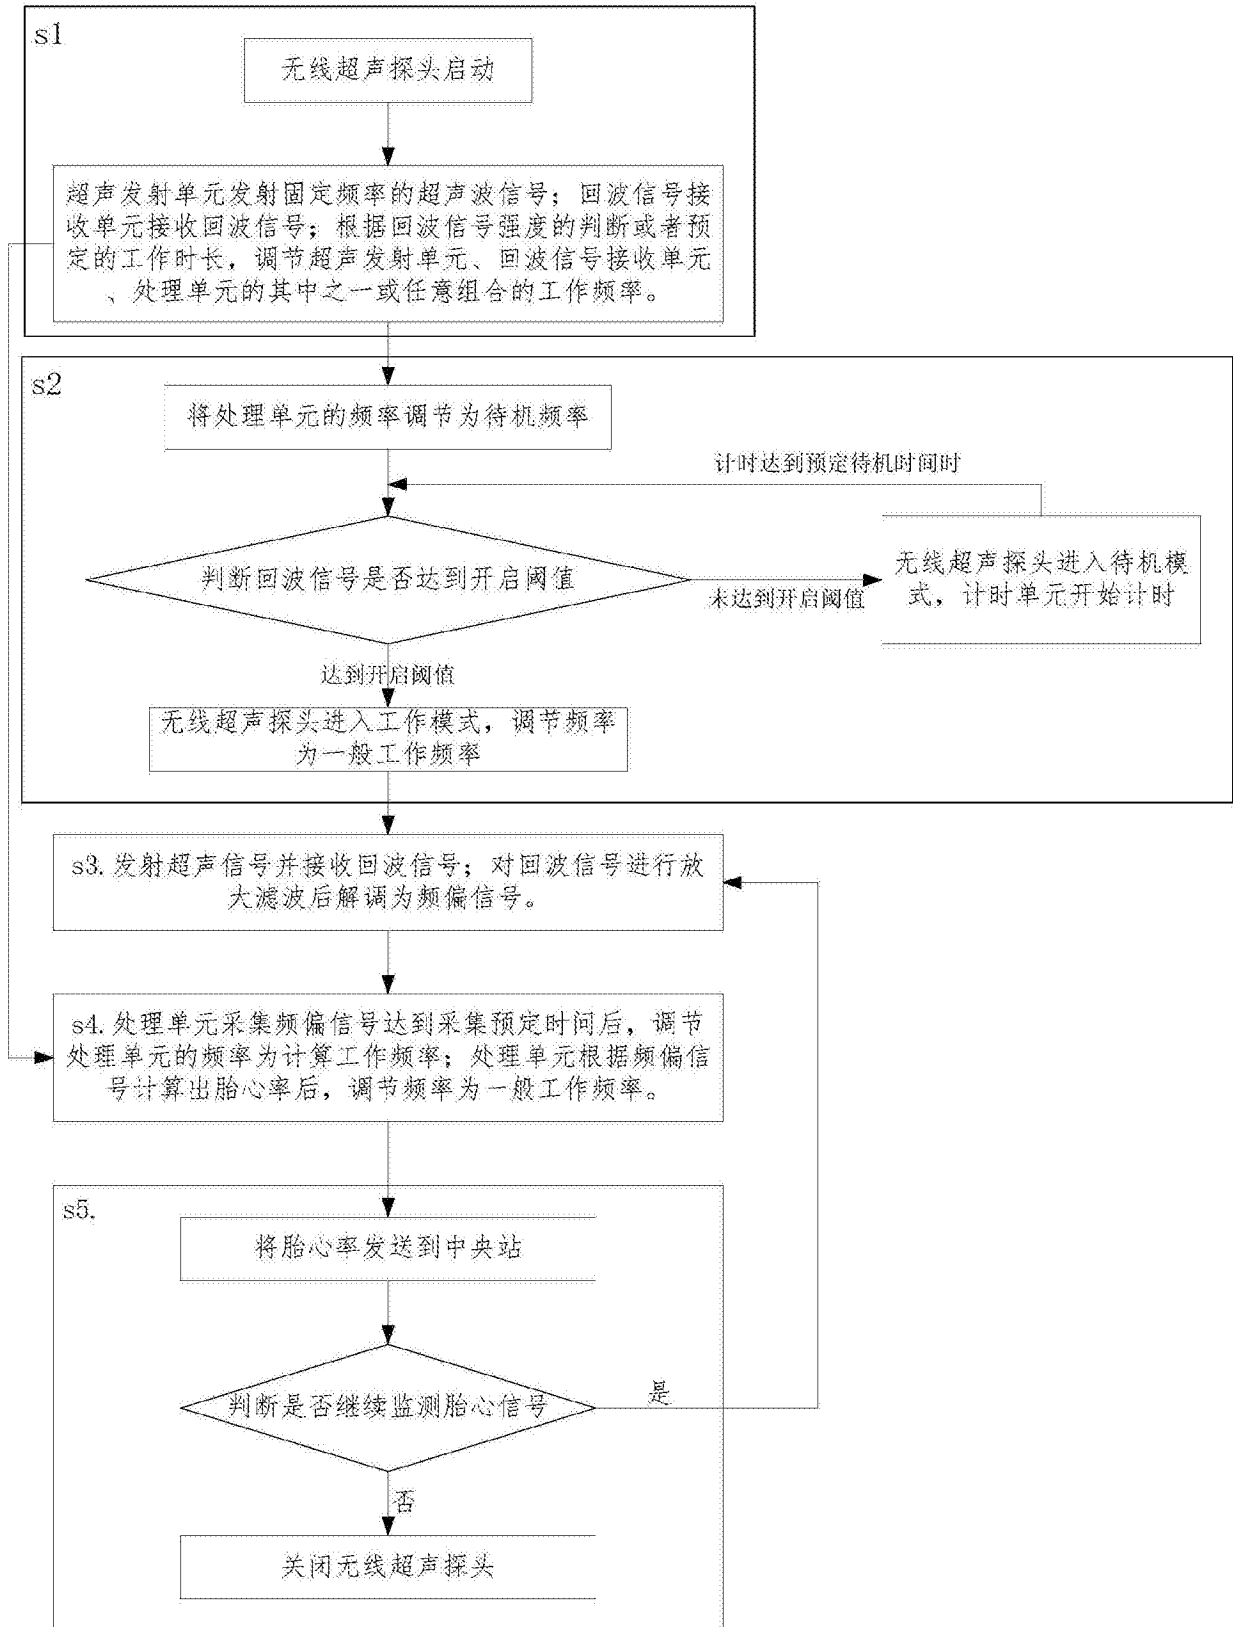 s1
无线超声探头启动
超声发射单元发射固定频率的超声波信号；回波信号接
收单元接收回波信号；根据回波信号强度的判断或者预
定的工作时长，调节超声发射单元、回波信号接收单元
、处理单元的其中之一或任意组合的工作频率。
s2
将处理单元的频率调节为待机频率
计时达到预定待机时间时
判断回波信号是否达到开启阈值
未达到开启阈值
无线超声探头进入待机模
式，计时单元开始计时
达到开启阈值
无线超声探头进入工作模式，调节频率
为一般工作频率
s3. 发射超声信号并接收回波信号；对回波信号进行放
大滤波后解调为频偏信号。
s4. 处理单元采集频偏信号达到采集预定时间后，调节
处理单元的频率为计算工作频率；处理单元根据频偏信
号计算出胎心率后，调节频率为一般工作频率。
s5.
将胎心率发送到中央站
判断是否继续监测胎心信号
是
否
关闭无线超声探头